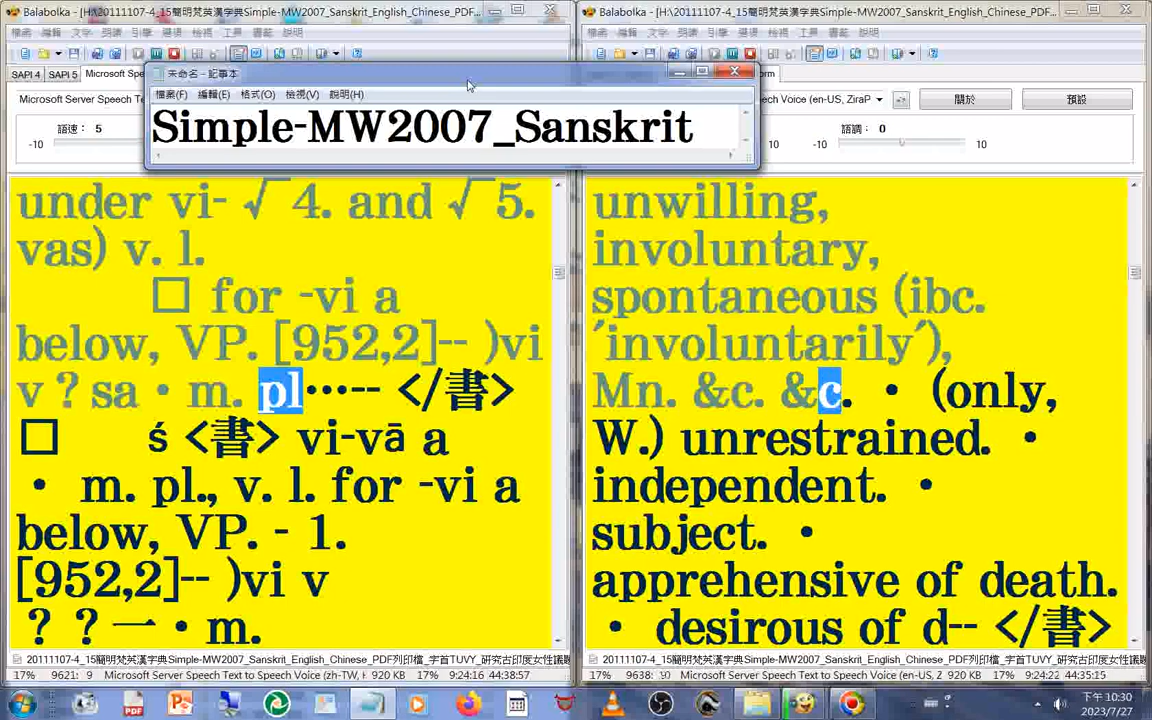 Balabolka - [H:\20111107-4_15簡明梵英漢字典Simple-MW2007_Sanskrit_English_Chinese_PDF...
Balabolka - [H:\20111107-4_15簡明梵英漢字典Simple-MW2007_Sanskrit_English_Chinese_PDF...
SAPI 4 SAPI 5
未命名 - 記事本
檔案(F) 編輯(E) 格式(O) 檢視(V) 說明(H)
Simple-MW2007_Sanskrit
Microsoft Server Speech T
ech Voice (en-US, ZiraP
關於
預設
語速： 5
-10
語調： 0
10 -10 10
under vi- √ 4. and √ 5.
vas) v. l.
□ for -vi a
below, VP. [952,2]-- )vi
v ? sa • m. pl…-- </書>
□ ś <書> vi-vā a
• m. pl., v. l. for -vi a
below, VP. - 1.
[952,2]-- )vi v
? ? 一 • m.
unwilling,
involuntary,
spontaneous (ibc.
'involuntarily'),
Mn. &c. &c. • (only,
W.) unrestrained. •
independent. •
subject. •
apprehensive of death.
• desirous of d-- </書>
20111107-4_15簡明梵英漢字典Simple-MW2007_Sanskrit_English_Chinese_PDF列印檔_字首TUVY_研究古印度女性議題
20111107-4_15簡明梵英漢字典Simple-MW2007_Sanskrit_English_Chinese_PDF列印檔_字首TUVY_研究古印度女性議題
17% 9621: 9 Microsoft Server Speech Text to Speech Voice (zh-TW, H 920 KB 17% 9:24:16 44:38:57
17% 9638: Microsoft Server Speech Text to Speech Voice (en-US, Z 920 KB 17% 9:24:22 44:35:15
下午 10:30
2023/7/27